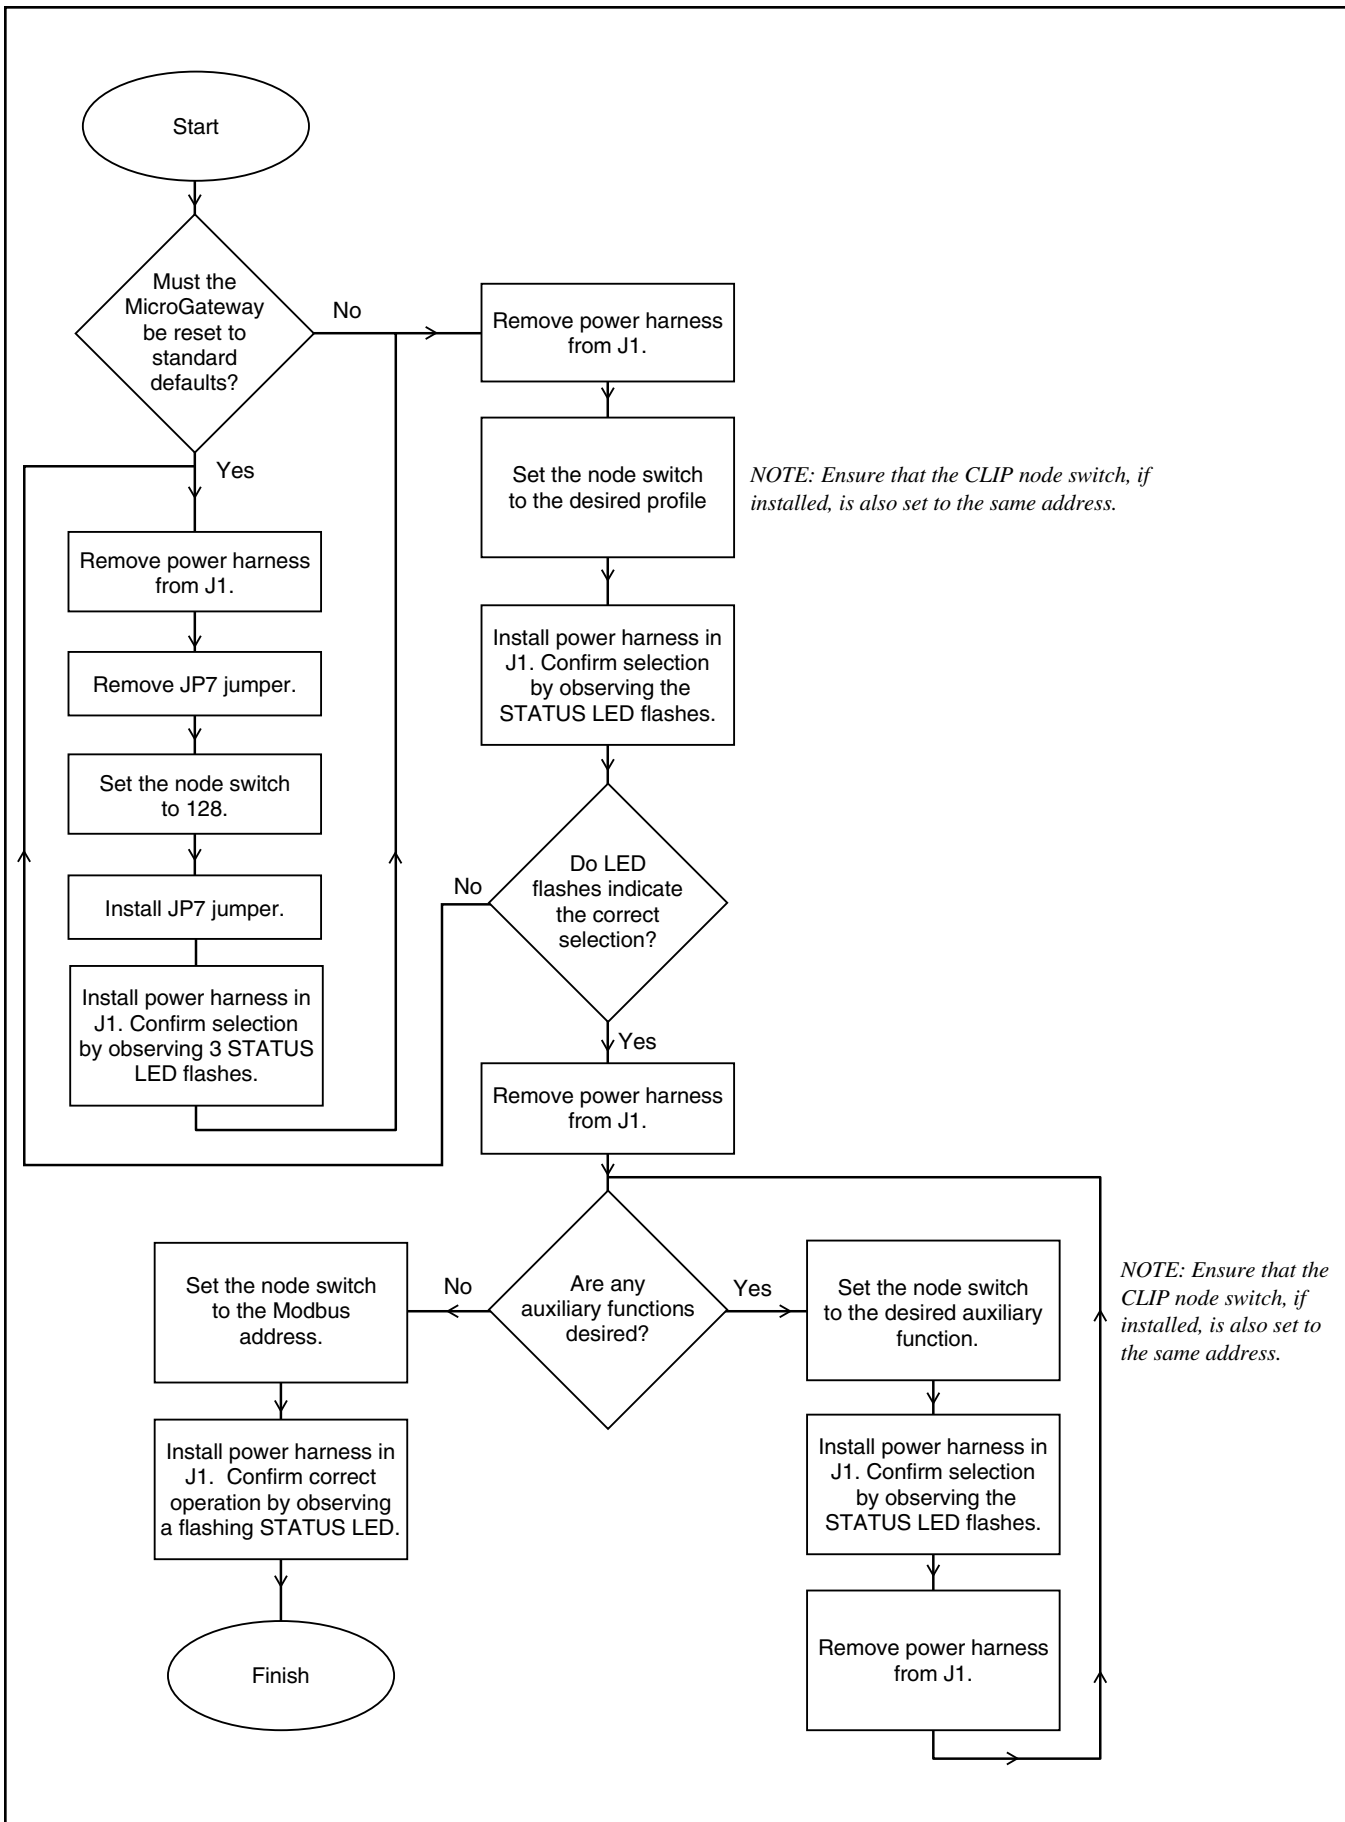 Start
Must the
MicroGateway
be reset to
standard
defaults?
No
Yes
Remove power harness
from J1.
Remove JP7 jumper.
Set the node switch
to 128.
Install JP7 jumper.
Install power harness in
J1. Confirm selection
by observing 3 STATUS
LED flashes.
Remove power harness
from J1.
Set the node switch
to the desired profile
NOTE: Ensure that the CLIP node switch, if
installed, is also set to the same address.
Install power harness in
J1. Confirm selection
by observing the
STATUS LED flashes.
Do LED
flashes indicate
the correct
selection?
No
Yes
Remove power harness
from J1.
Are any
auxiliary functions
desired?
No
Yes
Set the node switch
to the Modbus
address.
Install power harness in
J1.  Confirm correct
operation by observing
a flashing STATUS LED.
Finish
Set the node switch
to the desired auxiliary
function.
NOTE: Ensure that the
CLIP node switch, if
installed, is also set to
the same address.
Install power harness in
J1. Confirm selection
by observing the
STATUS LED flashes.
Remove power harness
from J1.